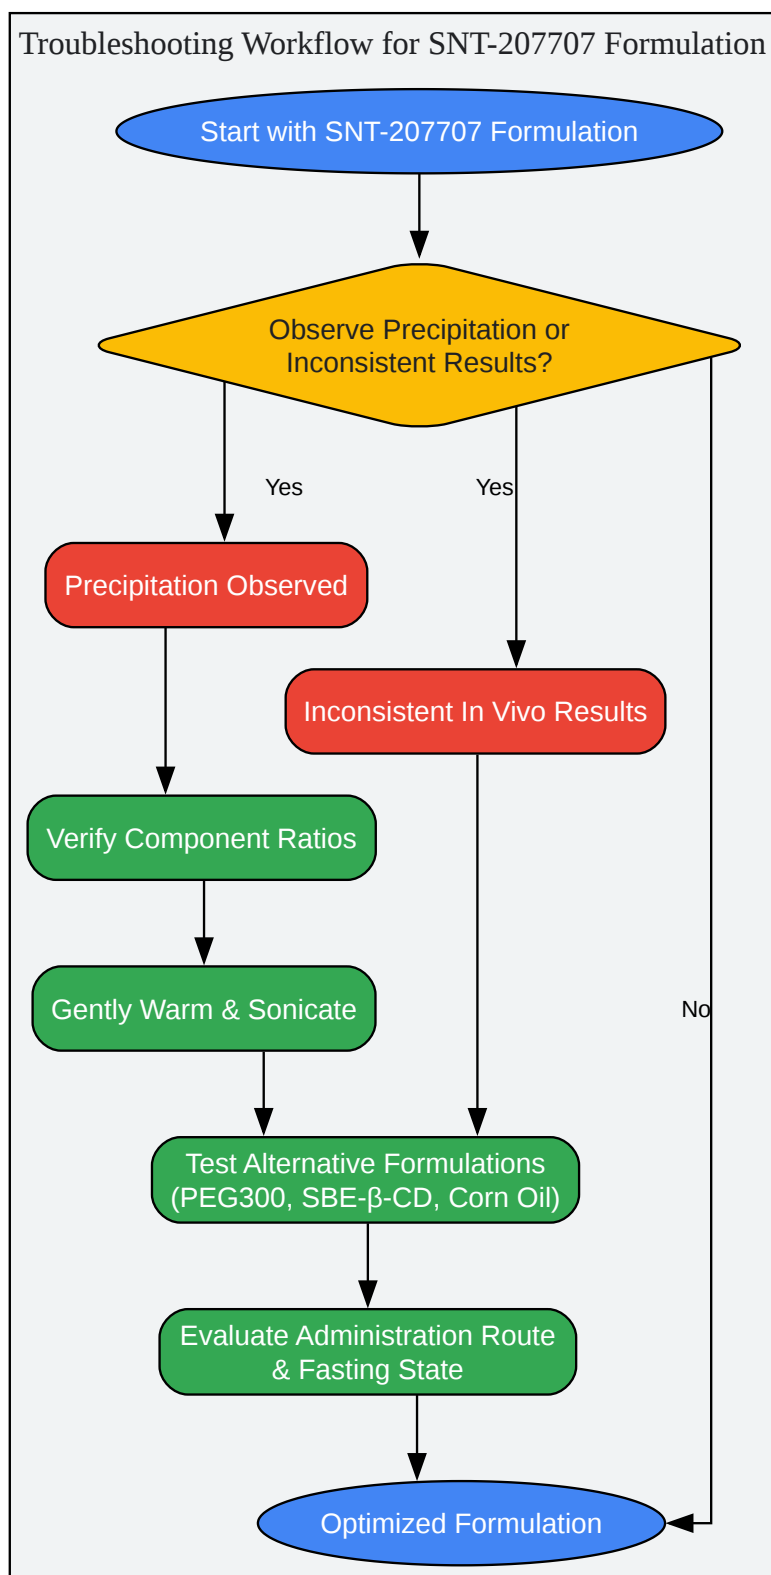 Troubleshooting Workflow for SNT-207707 Formulation
Start with SNT-207707 Formulation
Observe Precipitation or
Inconsistent Results?
Yes
Yes
Precipitation Observed
Inconsistent In Vivo Results
Verify Component Ratios
Gently Warm & Sonicate
No
Test Alternative Formulations
(PEG300, SBE-β-CD, Corn Oil)
Evaluate Administration Route
& Fasting State
Optimized Formulation